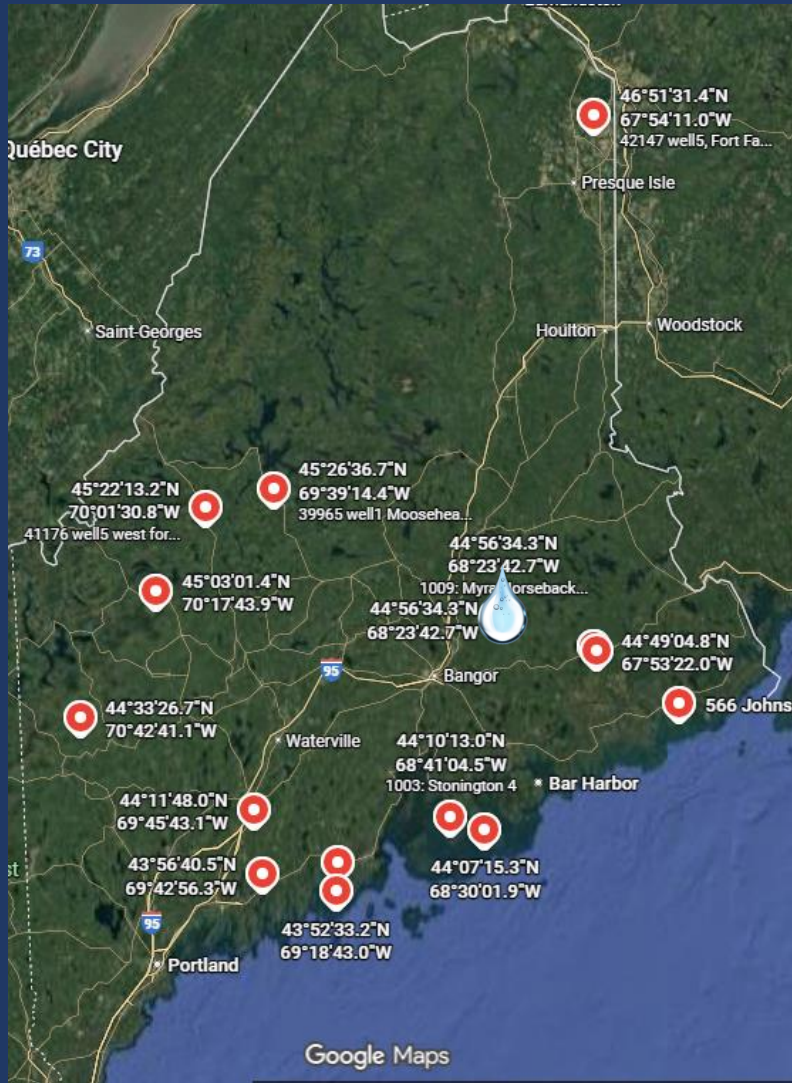 46°51'31.4"N
67°54'11.0"W
42147 well5, Fort Fa...
Québec City
Presque Isle
73
Saint-Georges
Houlton
Woodstock
45°26'36.7"N
69°39'14.4"W
39965 well1 Moosehea...
45°22'13.2"N
70°01'30.8"W
41176 well5 west for...
44°56'34.3"N
68°23'42.7"W
1009: Myra Horseback...
45°03'01.4"N
70°17'43.9"W
44°56'34.3"N
68°23'42.7"W
44°49'04.8"N
67°53'22.0"W
95
Bangor
566 Johns
44°33'26.7"N
70°42'41.1"W
Waterville
44°10'13.0"N
68°41'04.5"W
1003: Stonington 4
Bar Harbor
44°11'48.0"N
69°45'43.1"W
43°56'40.5"N
69°42'56.3"W
44°07'15.3"N
68°30'01.9"W
43°52'33.2"N
69°18'43.0"W
95
Portland
Google Maps